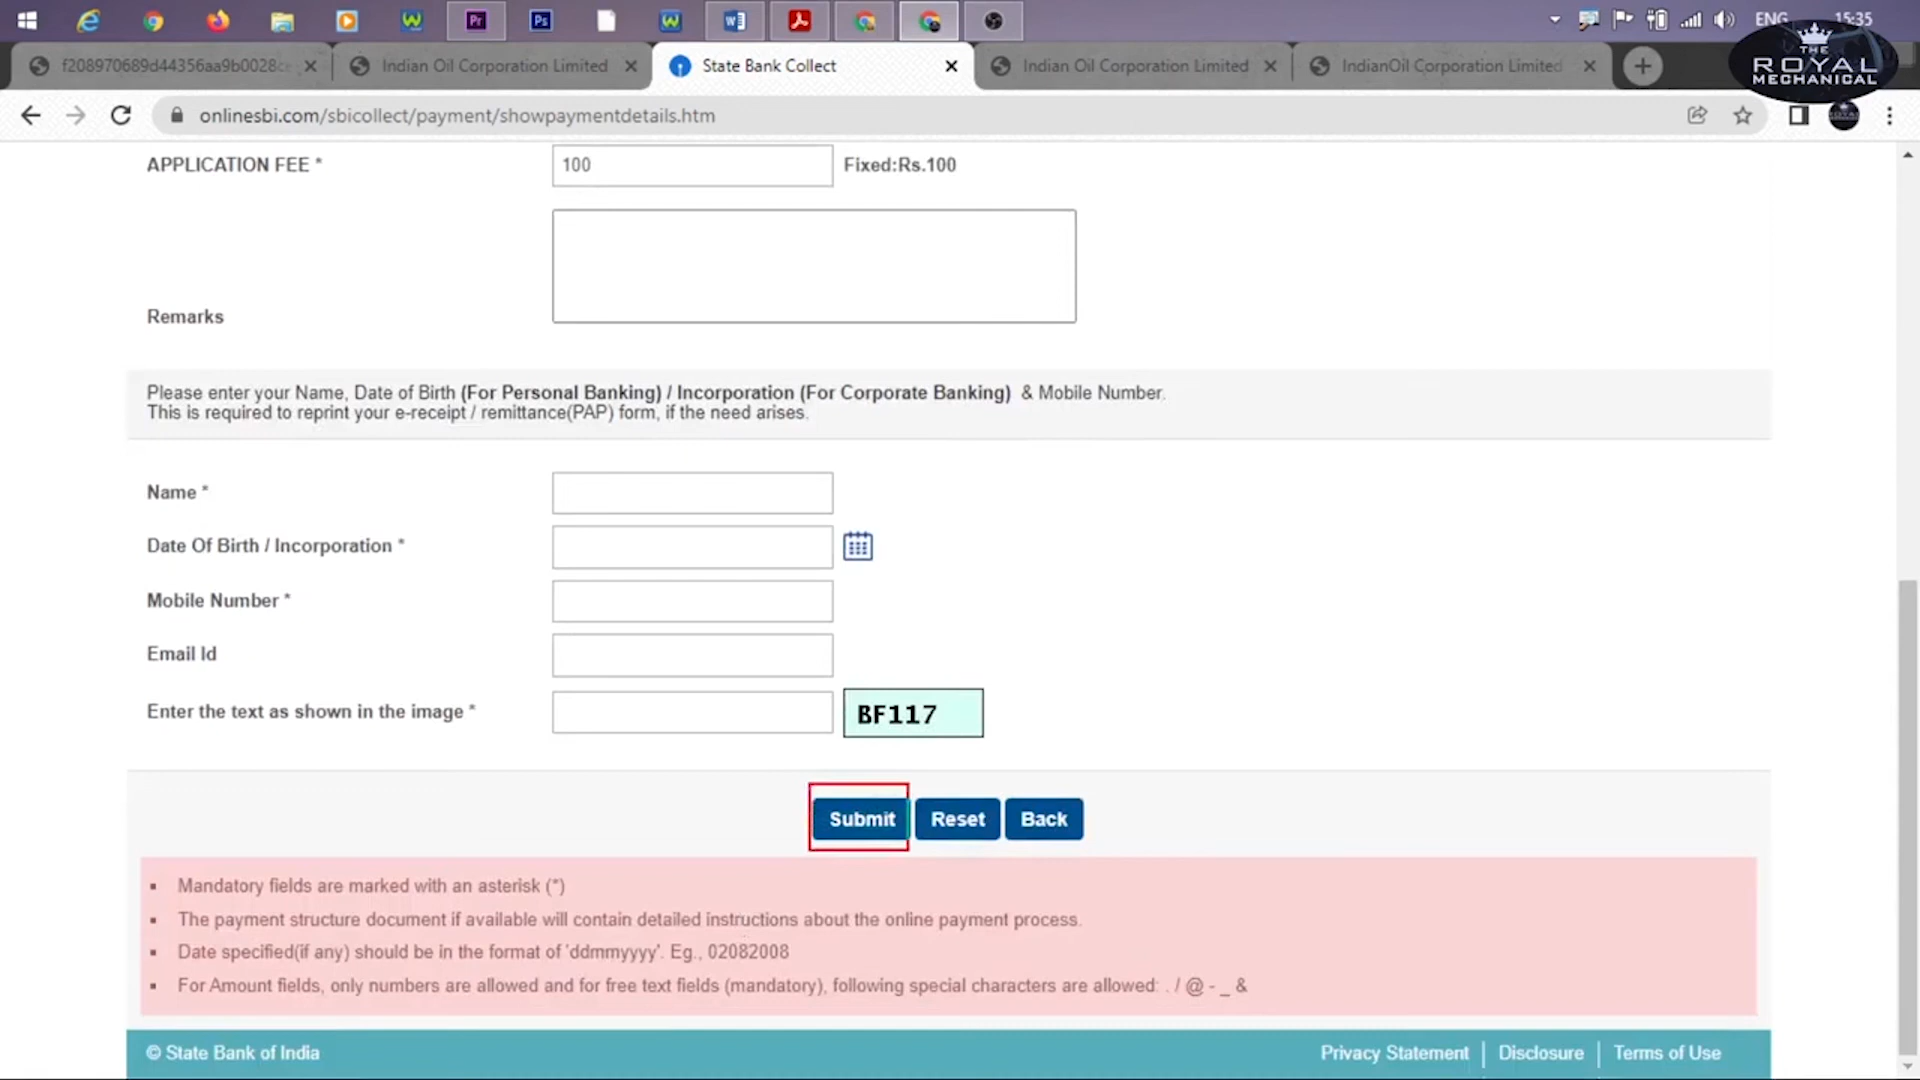 ENG 15:35
THE
ROYAL
MECHANICAL
Indian Oil Corporation Limited
State Bank Collect
Indian Oil Corporation Limited
IndianOil Corporation Limited
onlinesbi.com/sbicollect/payment/showpaymentdetails.htm
APPLICATION FEE * 100 Fixed:Rs.100
Remarks
Please enter your Name, Date of Birth (For Personal Banking) / Incorporation (For Corporate Banking) & Mobile Number.
This is required to reprint your e-receipt / remittance(PAP) form, if the need arises.
Name *
Date Of Birth / Incorporation *
Mobile Number *
Email Id
Enter the text as shown in the image * BF117
Submit Reset Back
Mandatory fields are marked with an asterisk (*)
The payment structure document if available will contain detailed instructions about the online payment process.
Date specified(if any) should be in the format of 'ddmmyyyy'. Eg., 02082008
For Amount fields, only numbers are allowed and for free text fields (mandatory), following special characters are allowed: . / @ - _ &
© State Bank of India Privacy Statement Disclosure Terms of Use